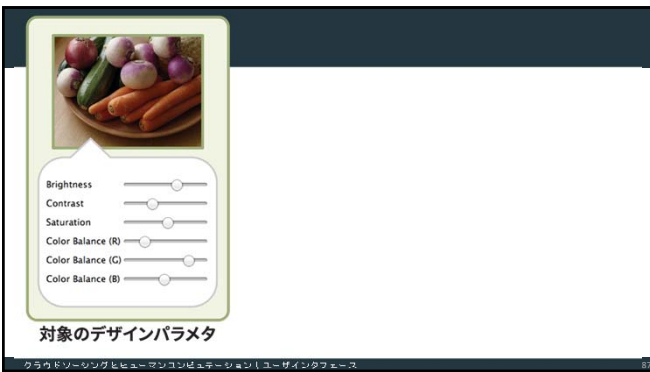 Brightness
Contrast
Saturation
Color Balance (R)
Color Balance (G)
Color Balance (B)
対象のデザインパラメタ
クラウドソーシングとヒューマンコンピュテーション | ユーザインタフェース
87